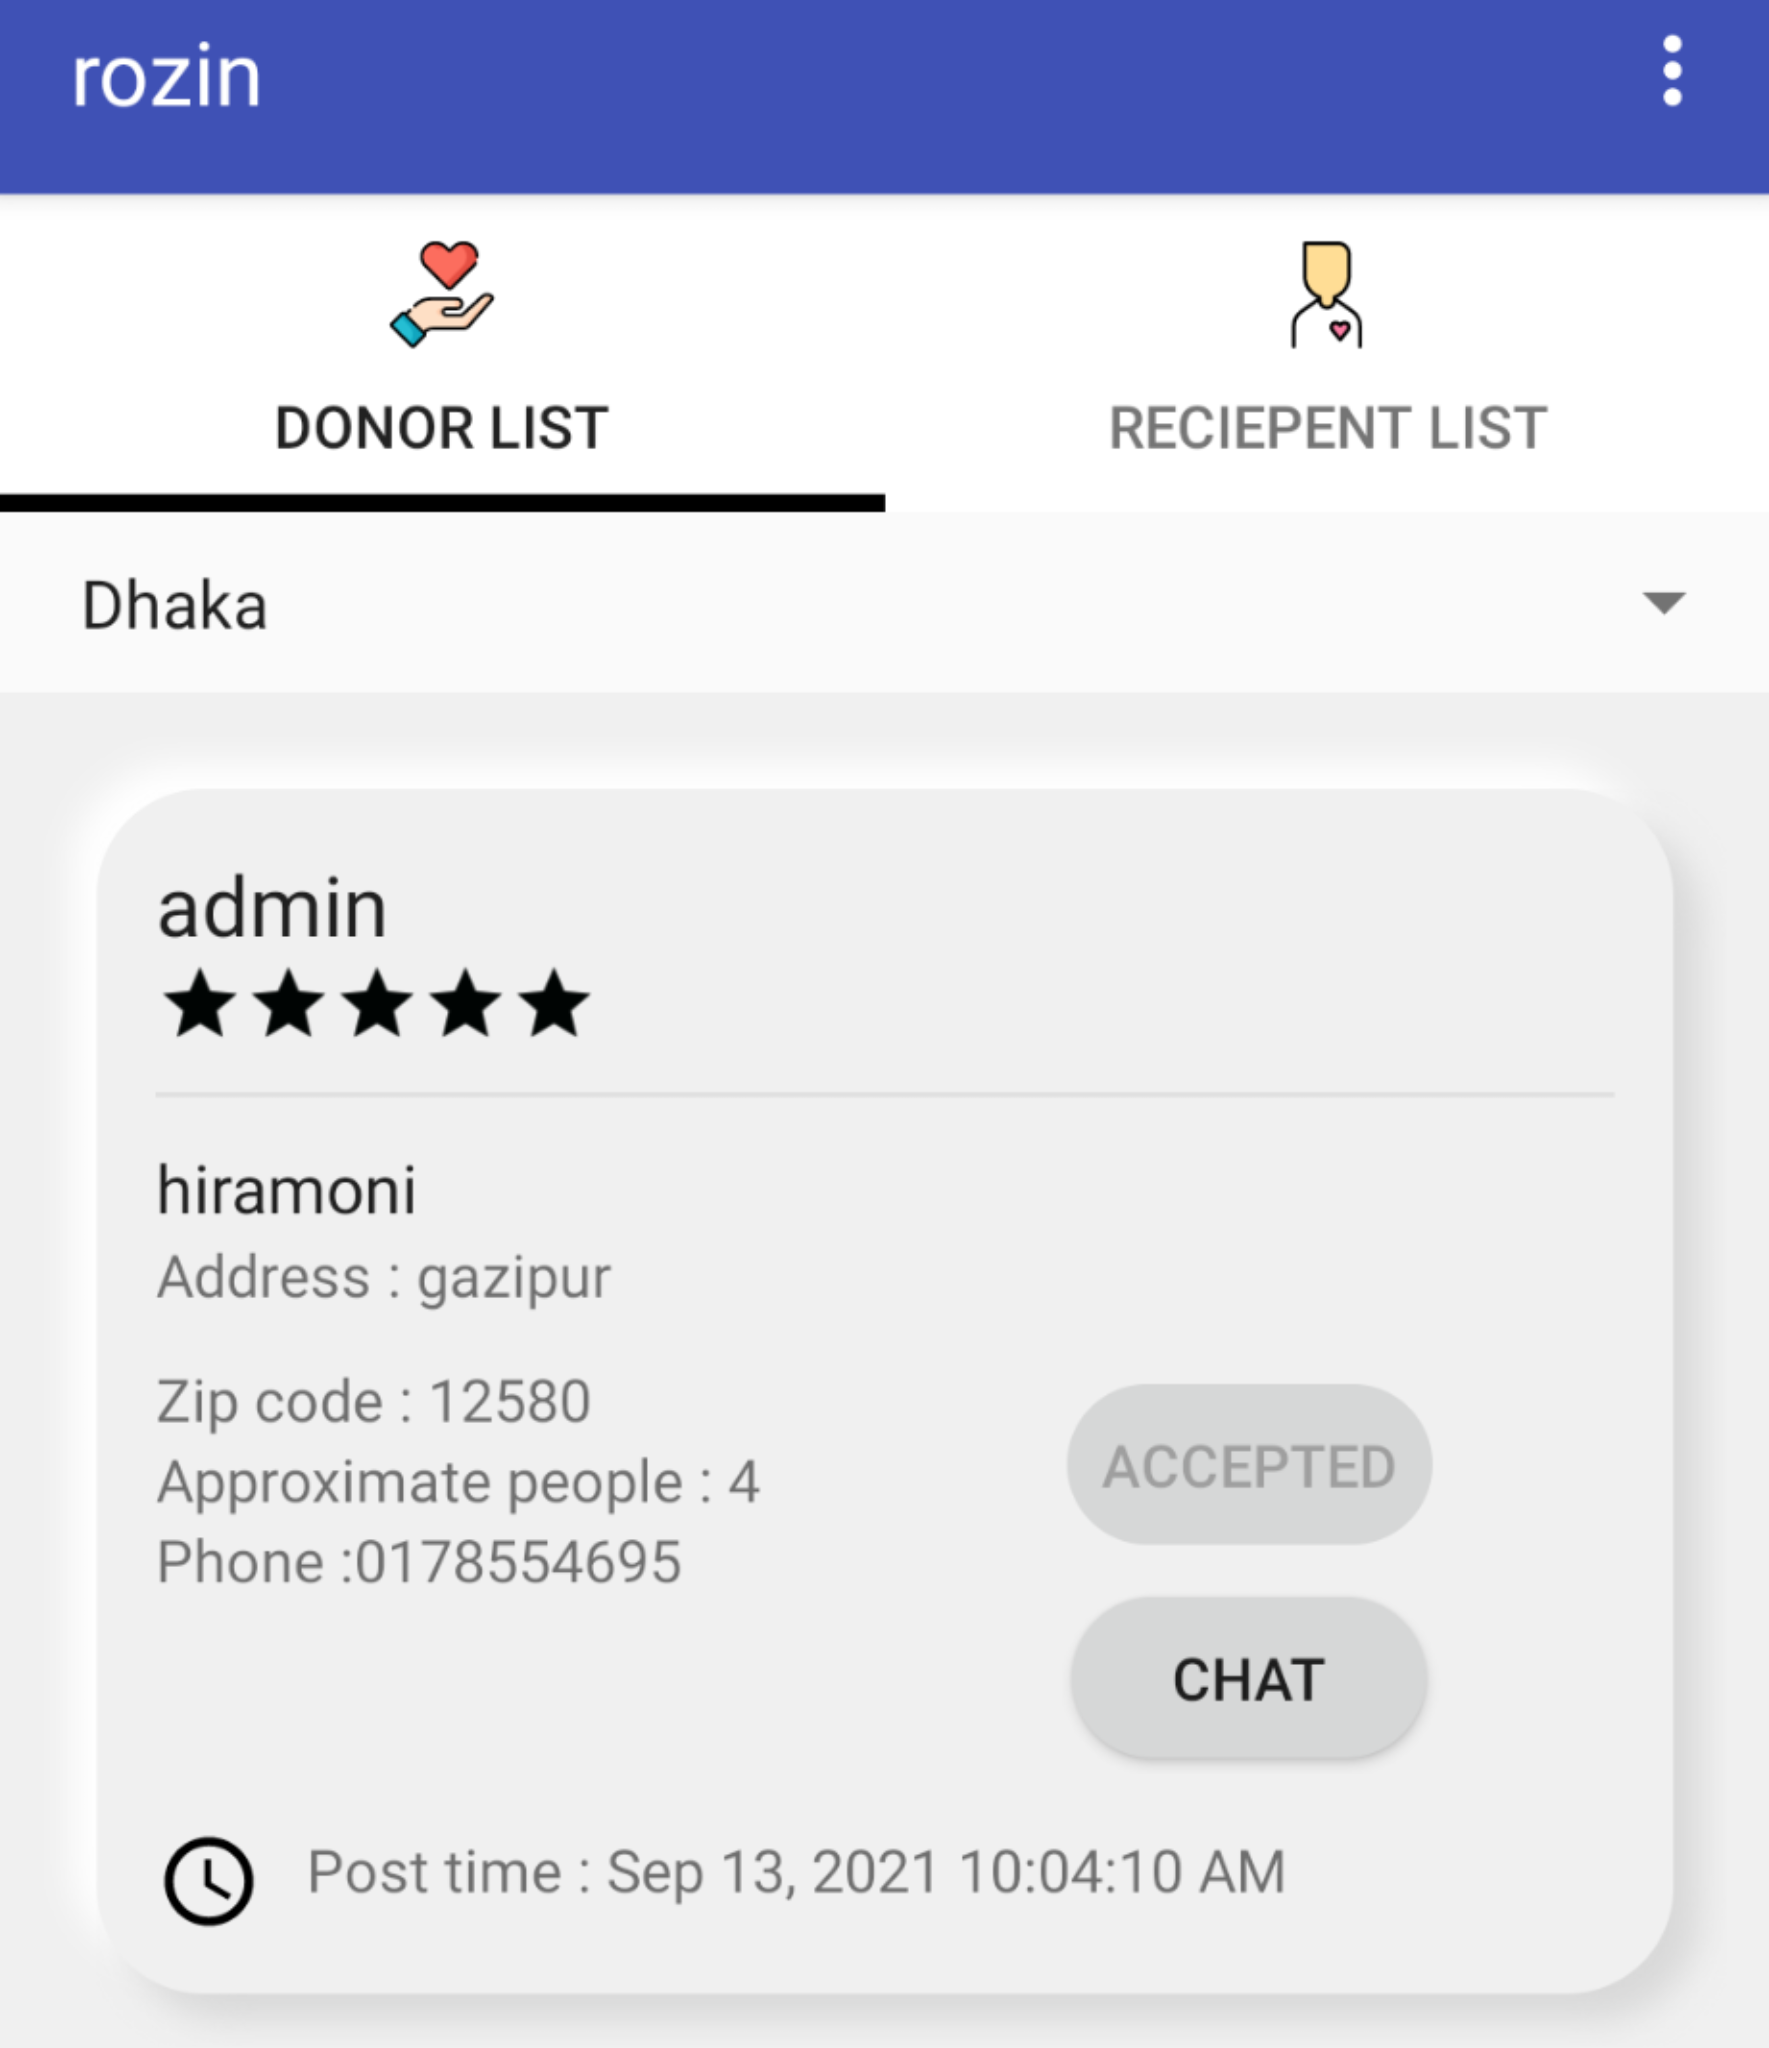 rozin
DONOR LIST
RECIEPENT LIST
Dhaka
admin
hiramoni
Address : gazipur
Zip code : 12580
Approximate people : 4
Phone :0178554695
ACCEPTED
CHAT
Post time : Sep 13, 2021 10:04:10 AM